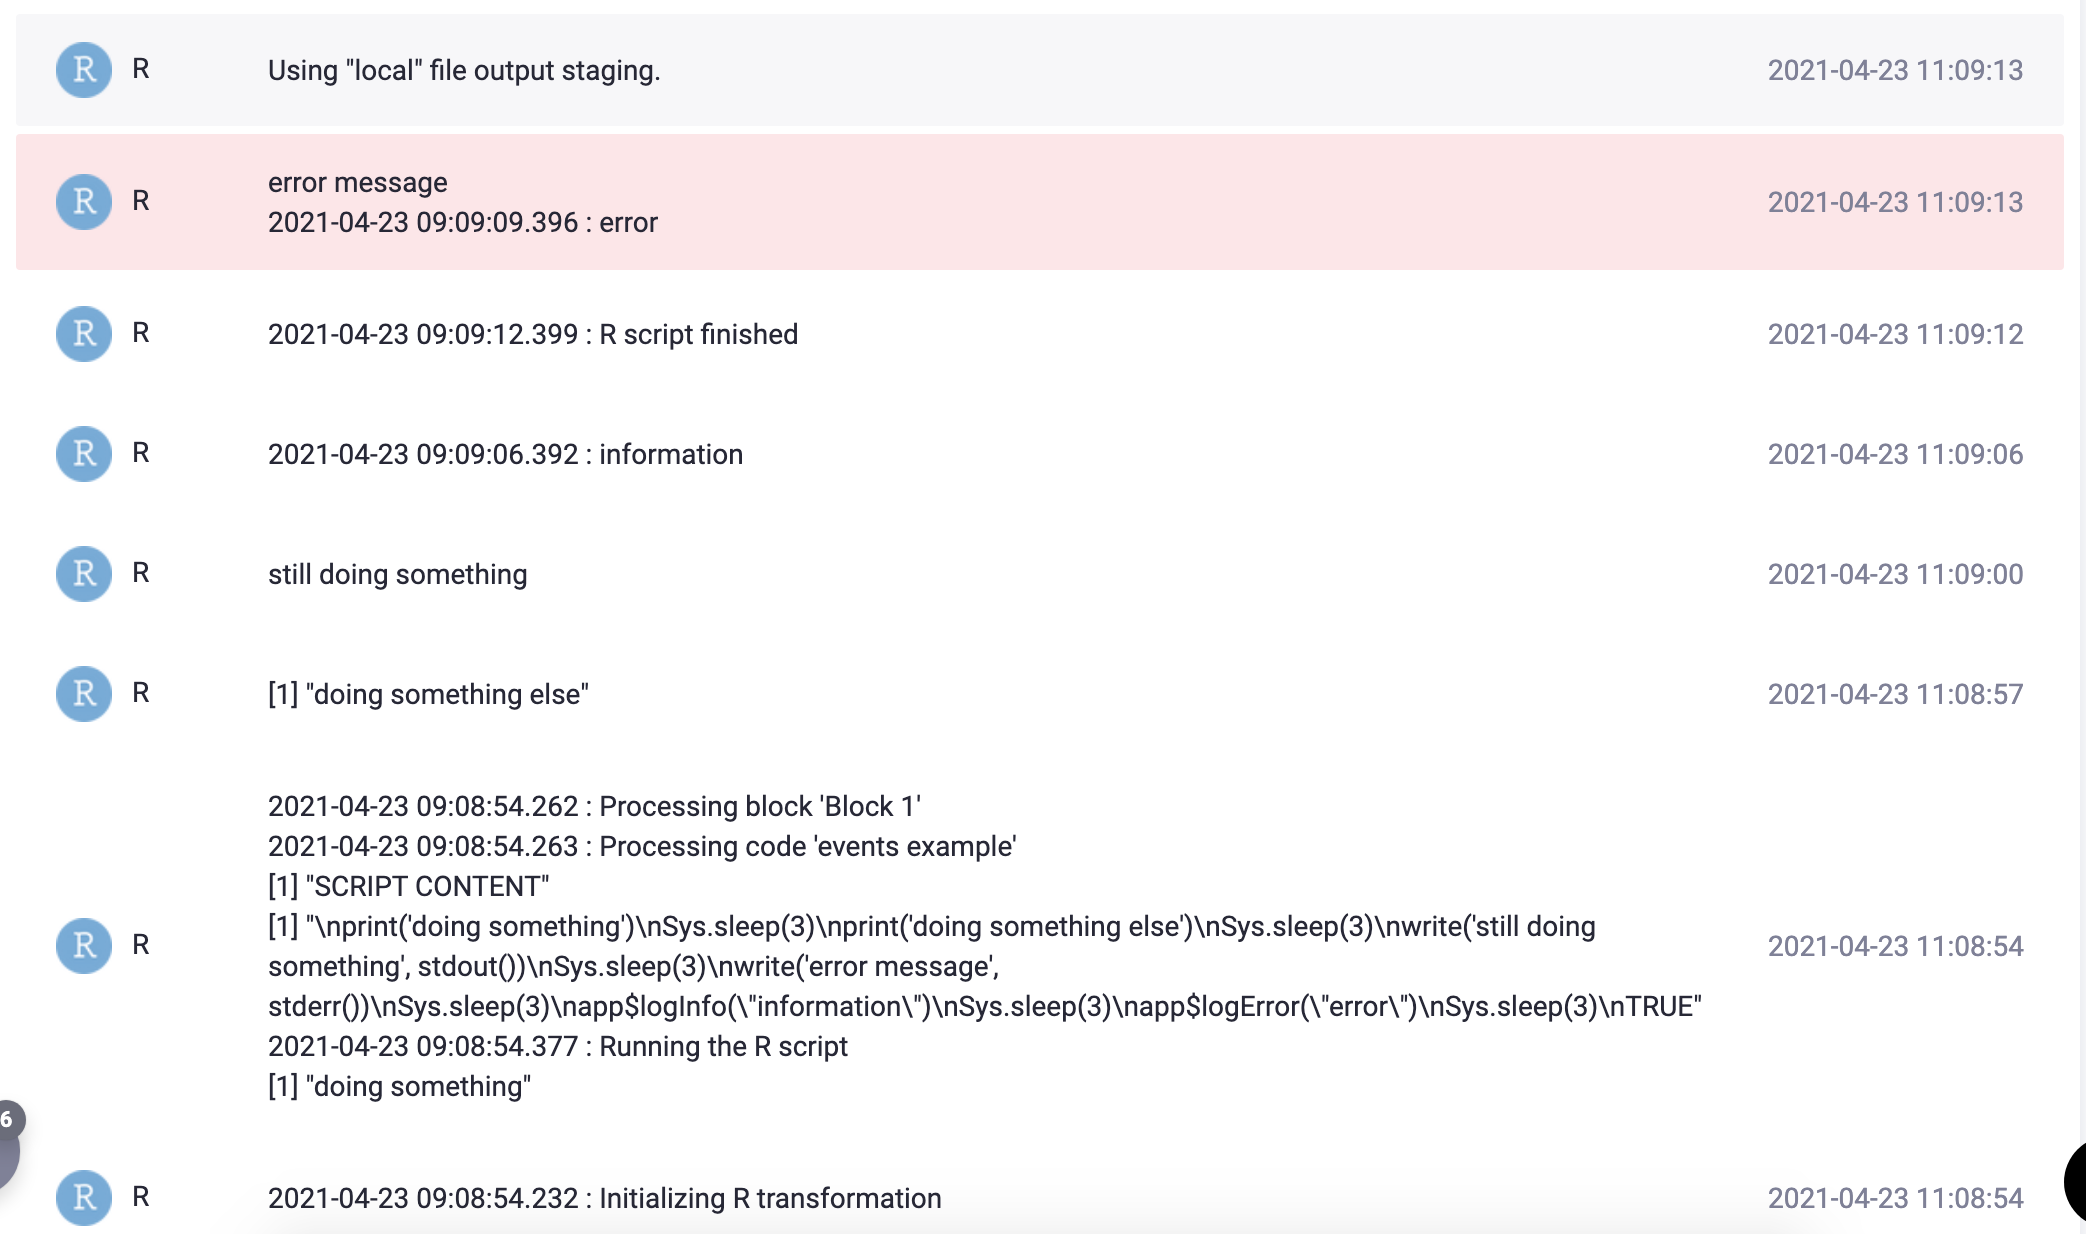 R R Using "local" file output staging. 2021-04-23 11:09:13
error message
R R 2021-04-23 11:09:13
2021-04-23 09:09:09.396 : error
R R 2021-04-23 09:09:12.399 : R script finished 2021-04-23 11:09:12
R R 2021-04-23 09:09:06.392 : information 2021-04-23 11:09:06
R R still doing something 2021-04-23 11:09:00
R R [1] "doing something else" 2021-04-23 11:08:57
2021-04-23 09:08:54.262 : Processing block 'Block 1'
2021-04-23 09:08:54.263 : Processing code 'events example'
[1] "SCRIPT CONTENT"
[1] "\nprint('doing something')\nSys.sleep(3)\nprint('doing something else')\nSys.sleep(3)\nwrite('still doing
R R 2021-04-23 11:08:54
something', stdout())\nSys.sleep(3)\nwrite('error message',
stderr())\nSys.sleep(3)\napp$logInfo(\"information\")\nSys.sleep(3)\napp$logError(\"error\")\nSys.sleep(3)\nTRUE"
2021-04-23 09:08:54.377 : Running the R script
[1] "doing something"
6
R R 2021-04-23 09:08:54.232 : Initializing R transformation 2021-04-23 11:08:54